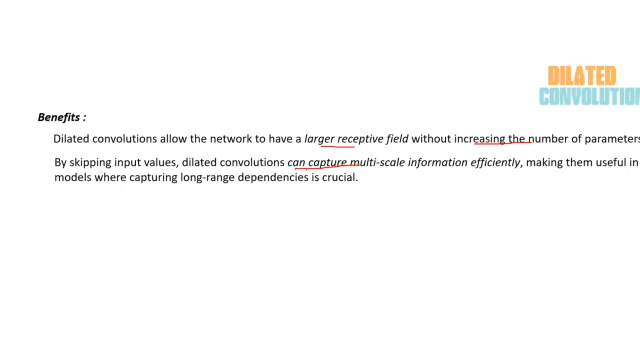 DILATED
CONVOLUTION
Benefits :
Dilated convolutions allow the network to have a larger receptive field without increasing the number of parameters
By skipping input values, dilated convolutions can capture multi-scale information efficiently, making them useful in
models where capturing long-range dependencies is crucial.